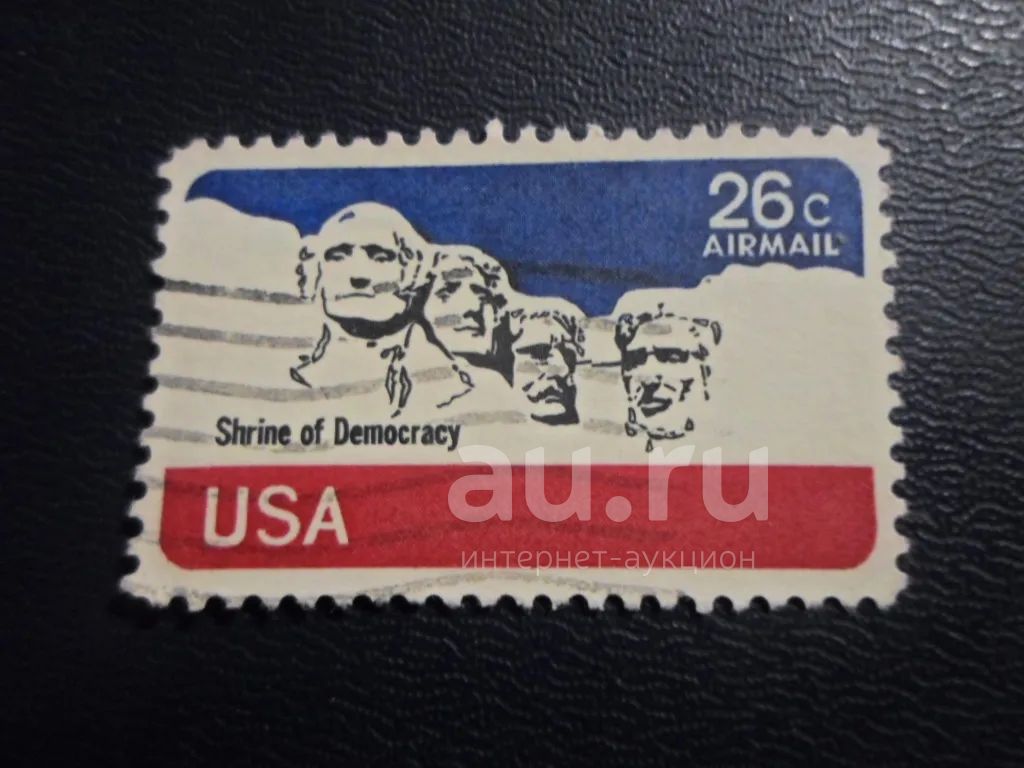 26c
AIRMAIL
Shrine of Democracy
USA
au.ru
интернет-аукцион